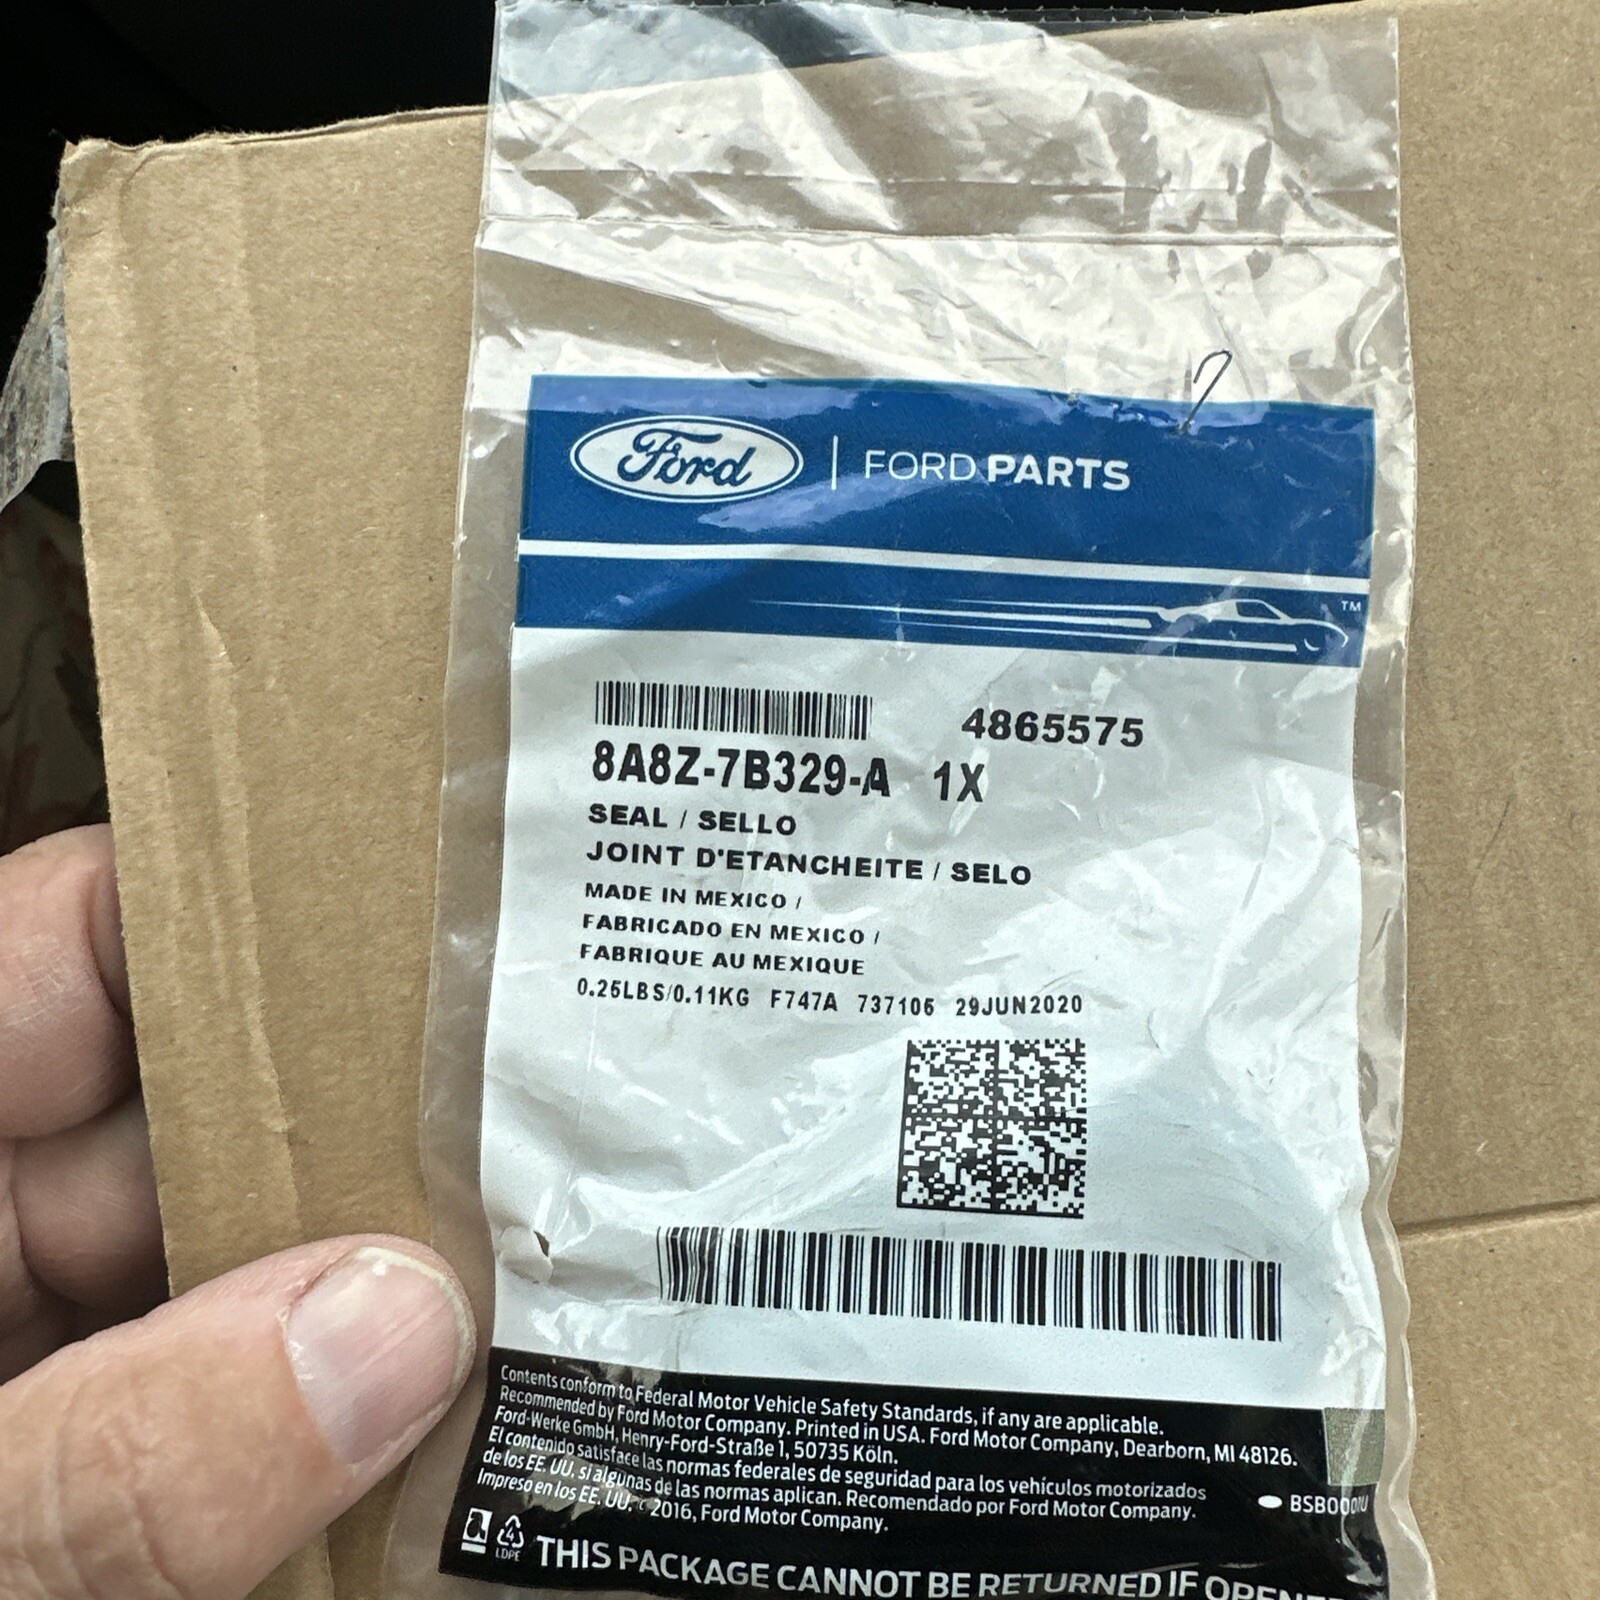 Ford | FORD PARTS
TM
4865575
8A8Z-7B329-A 1X
SEAL / SELLO
JOINT D'ETANCHEITE / SELO
MADE IN MEXICO /
FABRICADO EN MEXICO /
FABRIQUE AU MEXIQUE
0.25LBS/0.11KG F747A 737105 29JUN2020
Contents conform to Federal Motor Vehicle Safety Standards, if any are applicable.
Recommended by Ford Motor Company. Printed in USA. Ford Motor Company, Dearborn, MI 48126.
Ford-Werke GmbH, Henry-Ford-Straße 1, 50735 Köln.
El contenido satisface las normas federales de seguridad para los vehículos motorizados
de los EE. UU. si algunas de las normas aplican. Recomendado por Ford Motor Company.
Impreso en los EE. UU. © 2016, Ford Motor Company.
a 4 LDPE
THIS PACKAGE CANNOT BE RETURNED IF